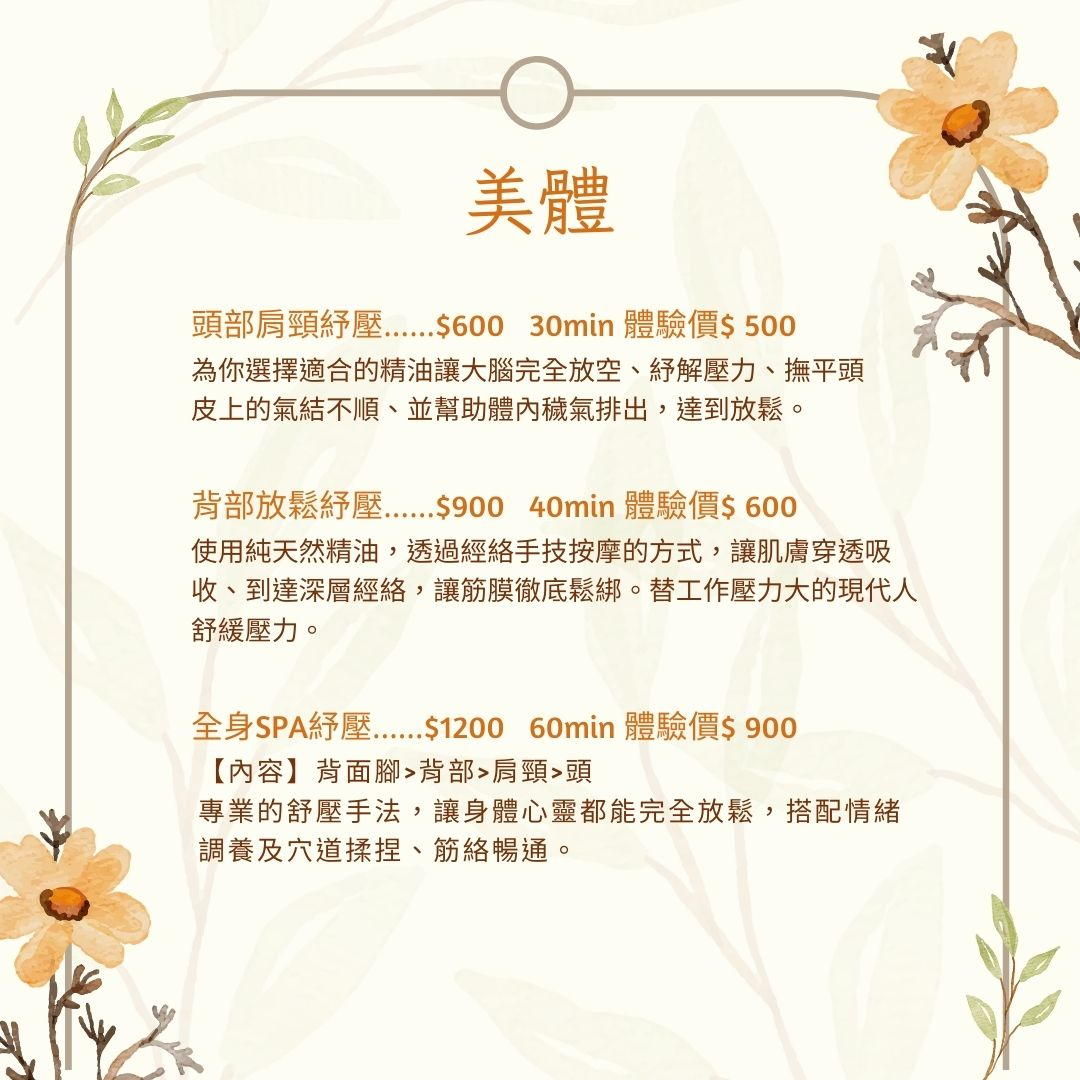 美體
頭部肩頸紓壓......$600 30min 體驗價$ 500
為你選擇適合的精油讓大腦完全放空、紓解壓力、撫平頭
皮上的氣結不順、並幫助體內穢氣排出，達到放鬆。
背部放鬆紓壓......$900 40min 體驗價$ 600
使用純天然精油，透過經絡手技按摩的方式，讓肌膚穿透吸
收、到達深層經絡，讓筋膜徹底鬆綁。替工作壓力大的現代人
舒緩壓力。
全身SPA紓壓......$1200 60min 體驗價$ 900
【內容】背面腳>背部>肩頸>頭
專業的舒壓手法，讓身體心靈都能完全放鬆，搭配情緒
調養及穴道揉捏、筋絡暢通。